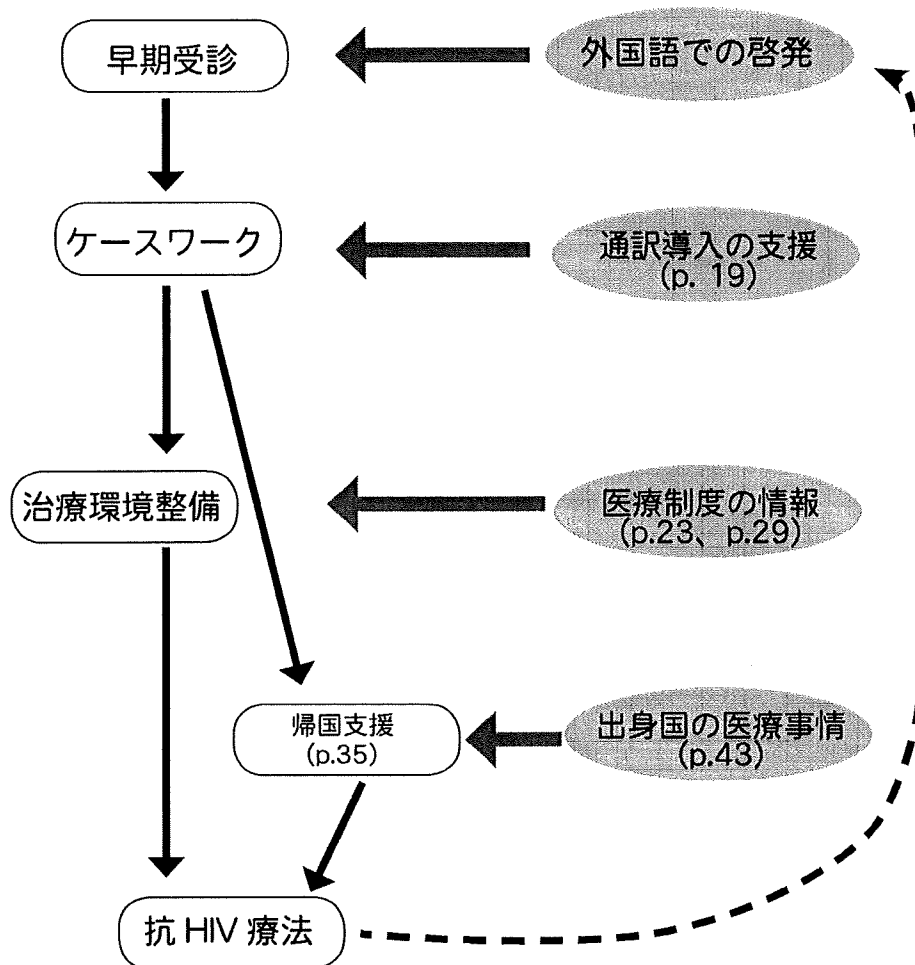 早期受診
外国語での啓発
ケースワーク
通訳導入の支援
(p. 19)
治療環境整備
医療制度の情報
(p.23、p.29)
帰国支援
(p.35)
出身国の医療事情
(p.43)
抗 HIV 療法